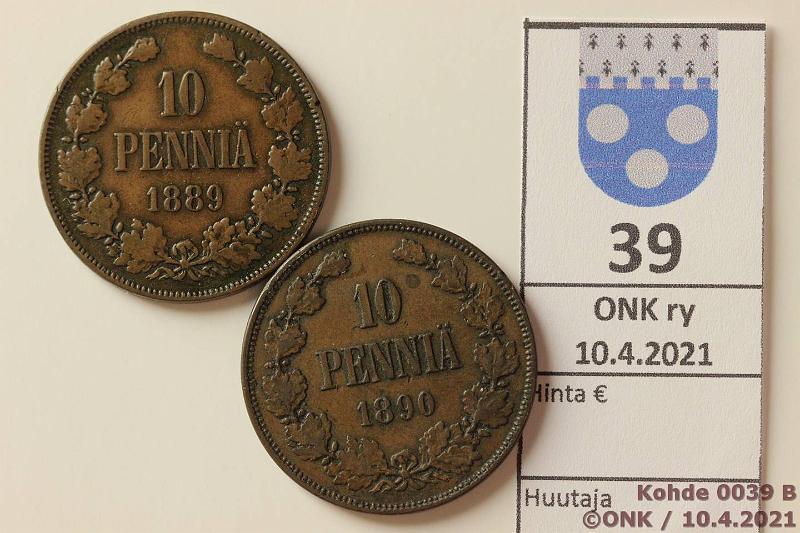 10
PENNIÄ
1889
10
PENNIÄ
1890
39
ONK ry
10.4.2021
Hinta €
Huutaja
Kohde 0039 B
©ONK / 10.4.2021